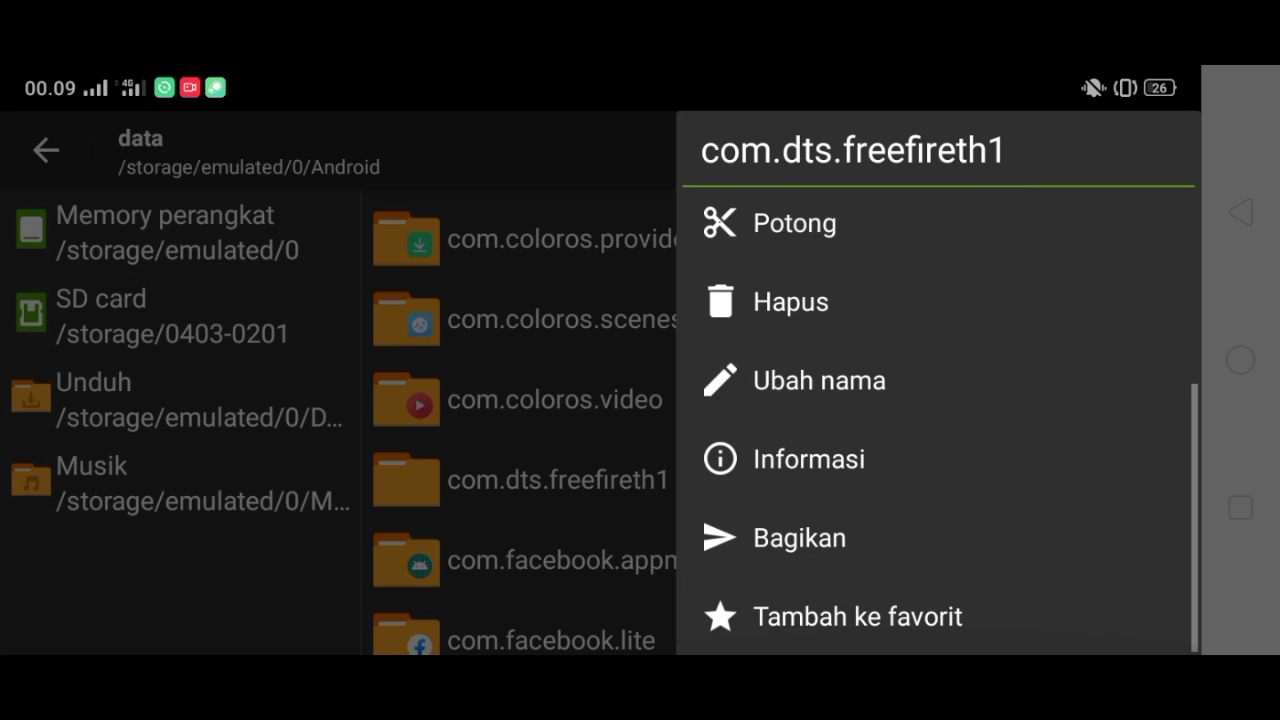 00.09
4G
26
data
/storage/emulated/0/Android
Memory perangkat
/storage/emulated/0
SD card
/storage/0403-0201
Unduh
/storage/emulated/0/D...
Musik
/storage/emulated/0/M...
com.coloros.provide
com.coloros.scenes
com.coloros.video
com.dts.freefireth1
com.facebook.appm
com.facebook.lite
com.dts.freefireth1
Potong
Hapus
Ubah nama
Informasi
Bagikan
Tambah ke favorit